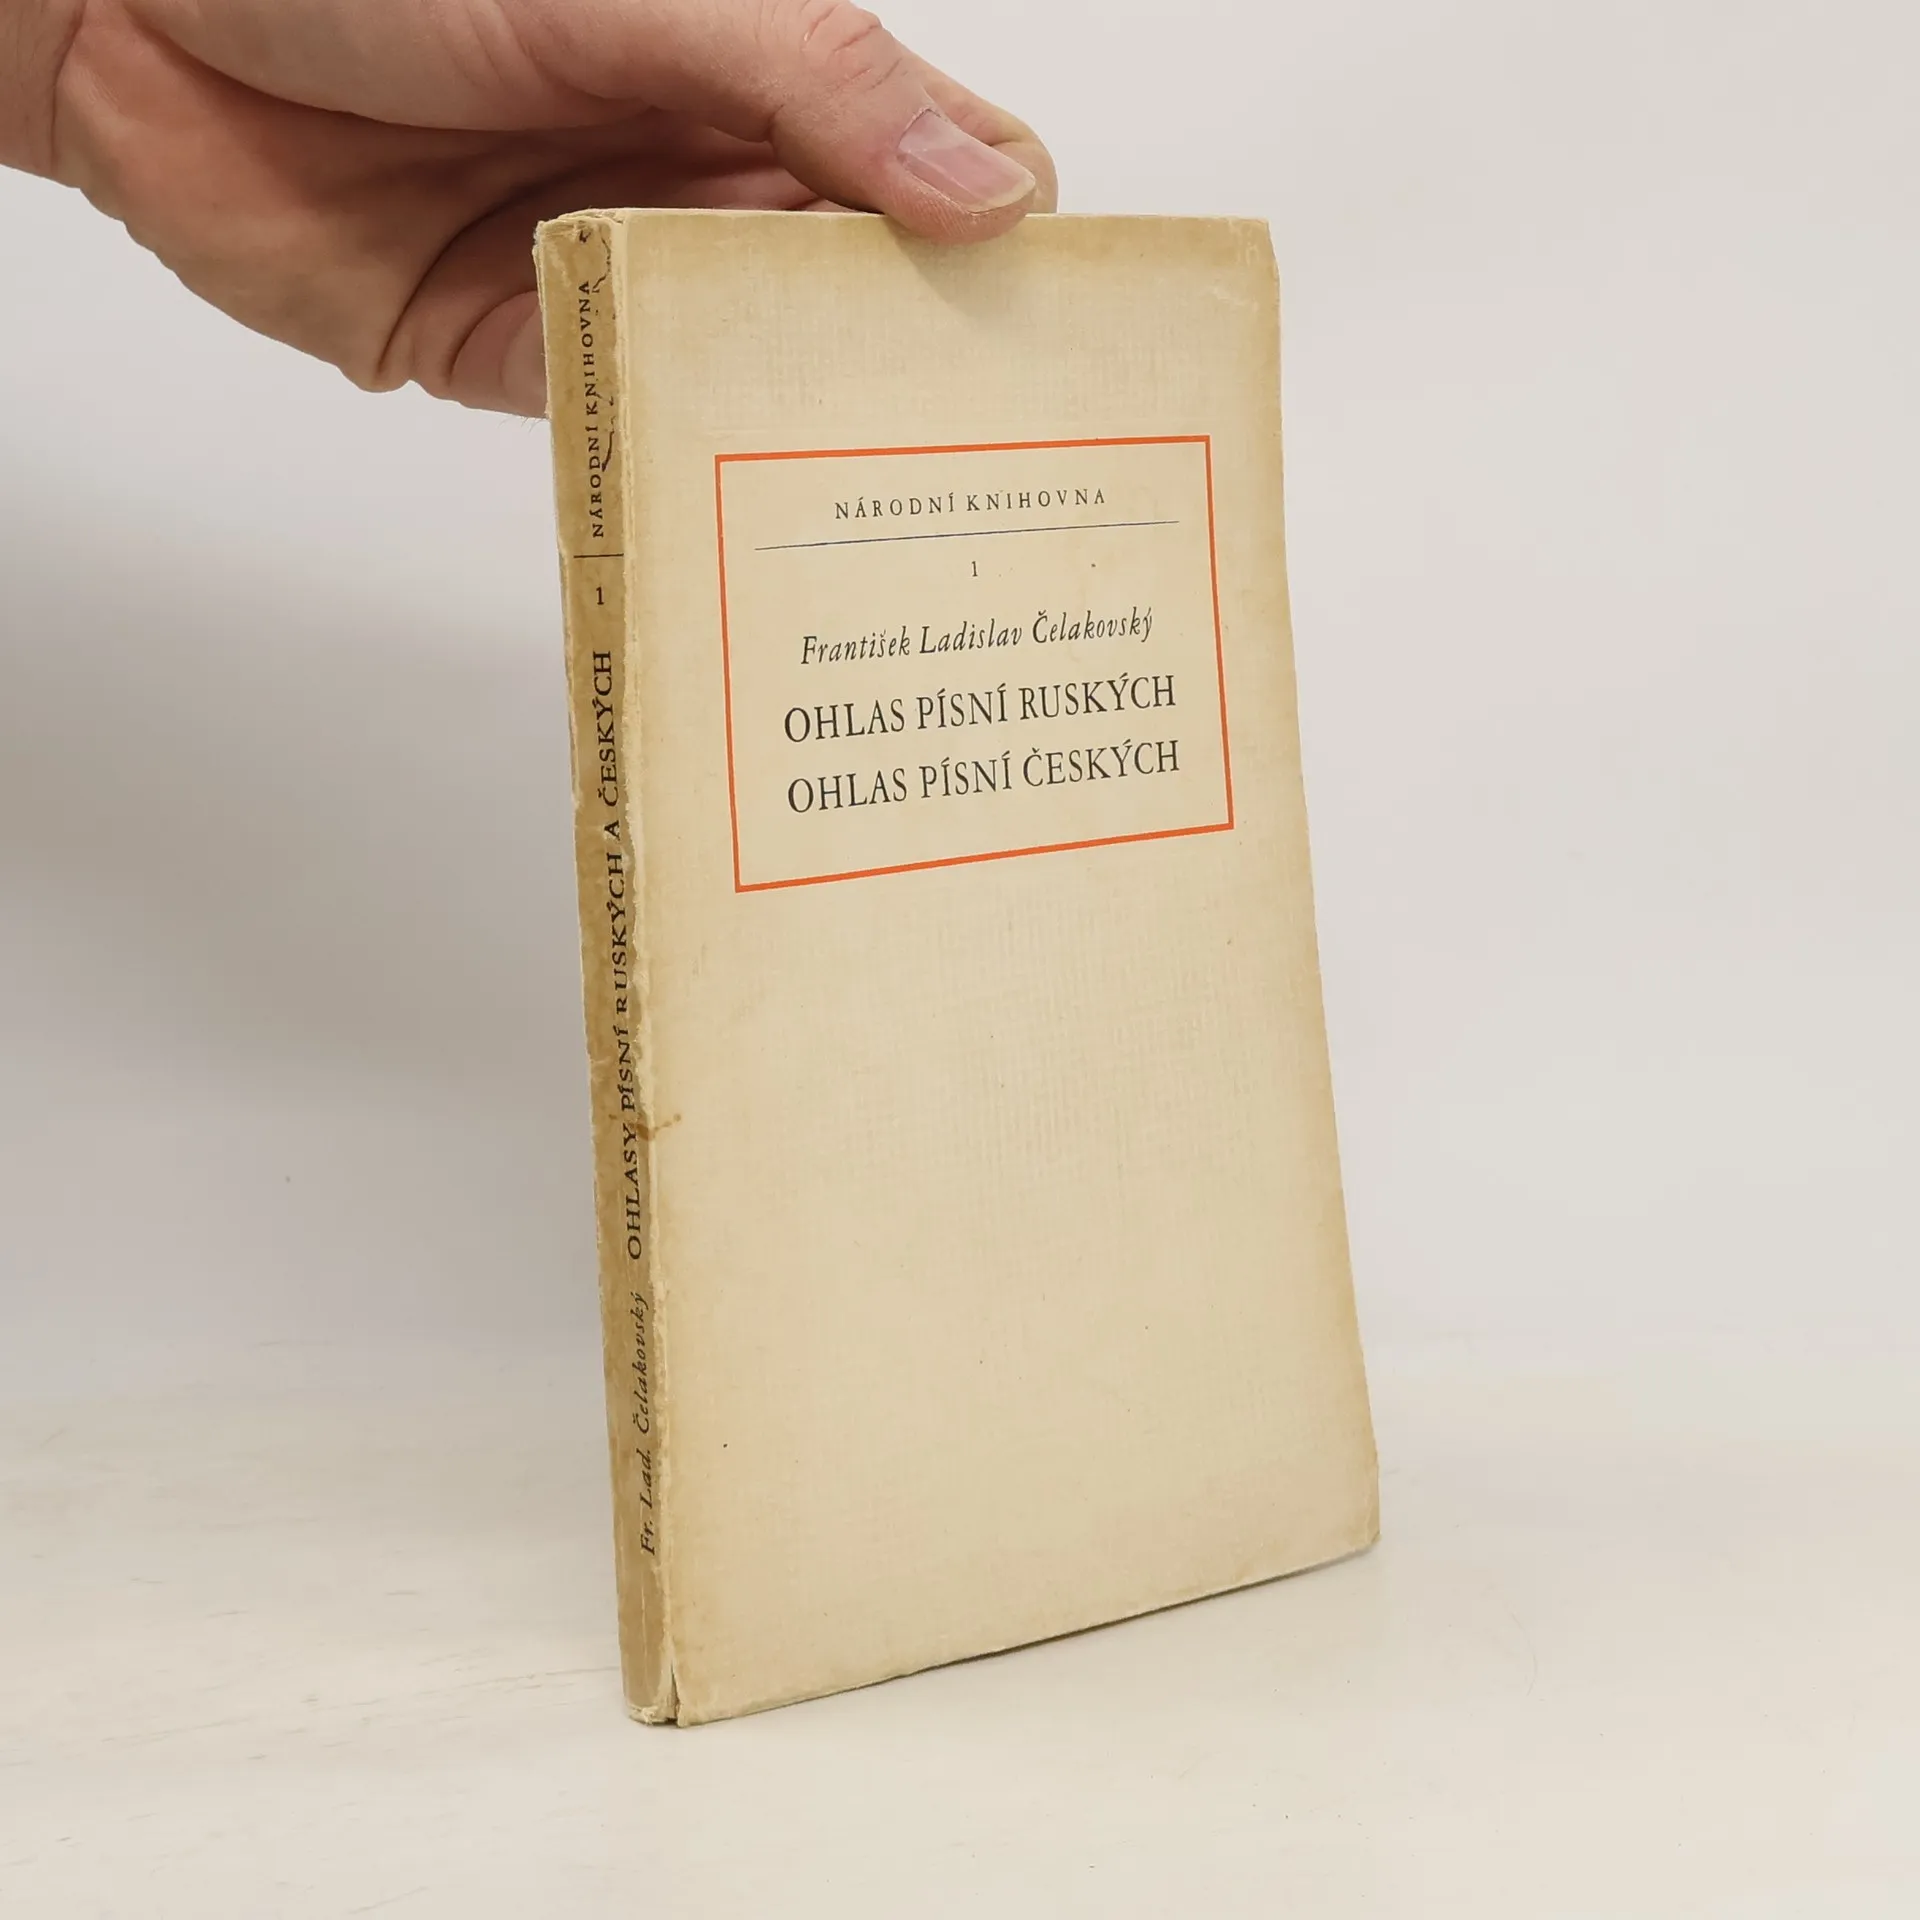 NÁRODNÍ KNIHOVNA
1
František Ladislav Čelakovský
OHLAS PÍSNÍ RUSKÝCH
OHLAS PÍSNÍ ČESKÝCH
Fr. Lad. Čelakovský OHLASY PÍSNÍ RUSKÝCH A ČESKÝCH 1 NÁRODNÍ KNIHOVNA